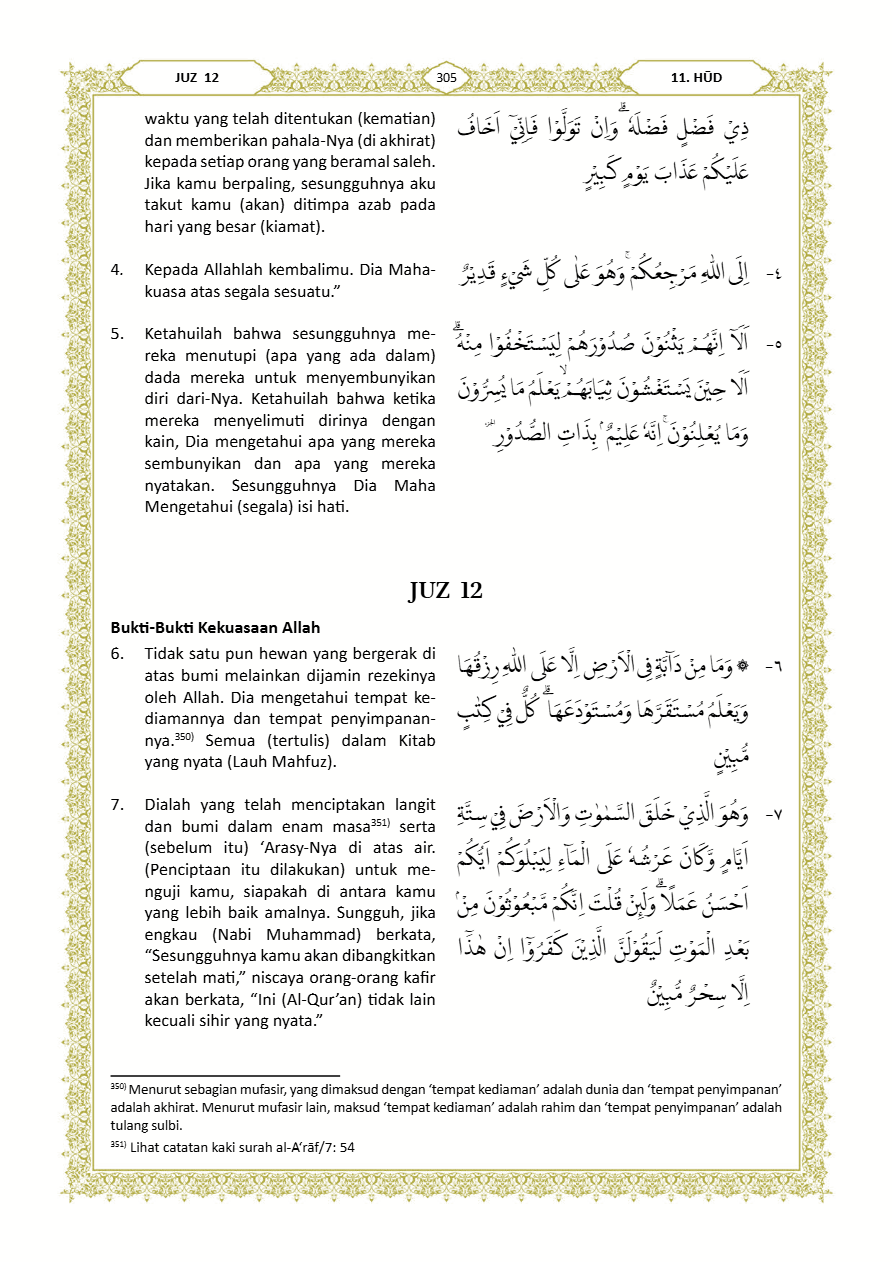 JUZ 12
305
11. HŪD
waktu yang telah ditentukan (kematian)
dan memberikan pahala-Nya (di akhirat)
kepada setiap orang yang beramal saleh.
Jika kamu berpaling, sesungguhnya aku
takut kamu (akan) ditimpa azab pada
hari yang besar (kiamat).
ذِيْ فَضْلٍ فَضْلَهٗ ۗ وَاِنْ تَوَلَّوْا فَاِنِّيْٓ اَخَافُ
عَلَيْكُمْ عَذَابَ يَوْمٍ كَبِيْرٍ
4. Kepada Allahlah kembalimu. Dia Maha-
kuasa atas segala sesuatu.”
٤- اِلَى اللّٰهِ مَرْجِعُكُمْ ۚ وَهُوَ عَلٰى كُلِّ شَيْءٍ قَدِيْرٌ
5. Ketahuilah bahwa sesungguhnya me-
reka menutupi (apa yang ada dalam)
dada mereka untuk menyembunyikan
diri dari-Nya. Ketahuilah bahwa ketika
mereka menyelimuti dirinya dengan
kain, Dia mengetahui apa yang mereka
sembunyikan dan apa yang mereka
nyatakan. Sesungguhnya Dia Maha
Mengetahui (segala) isi hati.
٥- اَلَآ اِنَّهُمْ يَثْنُوْنَ صُدُوْرَهُمْ لِيَسْتَخْفُوْا مِنْهُ ۗ
اَلَا حِيْنَ يَسْتَغْشُوْنَ ثِيَابَهُمْ ۙ يَعْلَمُ مَا يُسِرُّوْنَ
وَمَا يُعْلِنُوْنَ ۚ اِنَّهٗ عَلِيْمٌ ۢ بِذَاتِ الصُّدُوْرِ ۔
JUZ 12
Bukti-Bukti Kekuasaan Allah
6. Tidak satu pun hewan yang bergerak di
atas bumi melainkan dijamin rezekinya
oleh Allah. Dia mengetahui tempat ke-
diamannya dan tempat penyimpanan-
nya.³⁵⁰⁾ Semua (tertulis) dalam Kitab
yang nyata (Lauh Mahfuz).
٦- ۞ وَمَا مِنْ دَاۤبَّةٍ فِى الْاَرْضِ اِلَّا عَلَى اللّٰهِ رِزْقُهَا
وَيَعْلَمُ مُسْتَقَرَّهَا وَمُسْتَوْدَعَهَا ۗ كُلٌّ فِيْ كِتٰبٍ
مُّبِيْنٍ
7. Dialah yang telah menciptakan langit
dan bumi dalam enam masa³⁵¹⁾ serta
(sebelum itu) ‘Arasy-Nya di atas air.
(Penciptaan itu dilakukan) untuk me-
nguji kamu, siapakah di antara kamu
yang lebih baik amalnya. Sungguh, jika
engkau (Nabi Muhammad) berkata,
“Sesungguhnya kamu akan dibangkitkan
setelah mati,” niscaya orang-orang kafir
akan berkata, “Ini (Al-Qur’an) tidak lain
kecuali sihir yang nyata.”
٧- وَهُوَ الَّذِيْ خَلَقَ السَّمٰوٰتِ وَالْاَرْضَ فِيْ سِتَّةِ
اَيَّامٍ وَّكَانَ عَرْشُهٗ عَلَى الْمَاۤءِ لِيَبْلُوَكُمْ اَيُّكُمْ
اَحْسَنُ عَمَلًا ۗ وَلَىِٕنْ قُلْتَ اِنَّكُمْ مَّبْعُوْثُوْنَ مِنْۢ
بَعْدِ الْمَوْتِ لَيَقُوْلَنَّ الَّذِيْنَ كَفَرُوْٓا اِنْ هٰذَآ
اِلَّا سِحْرٌ مُّبِيْنٌ
³⁵⁰⁾ Menurut sebagian mufasir, yang dimaksud dengan ‘tempat kediaman’ adalah dunia dan ‘tempat penyimpanan’
adalah akhirat. Menurut mufasir lain, maksud ‘tempat kediaman’ adalah rahim dan ‘tempat penyimpanan’ adalah
tulang sulbi.
³⁵¹⁾ Lihat catatan kaki surah al-A‘rāf/7: 54